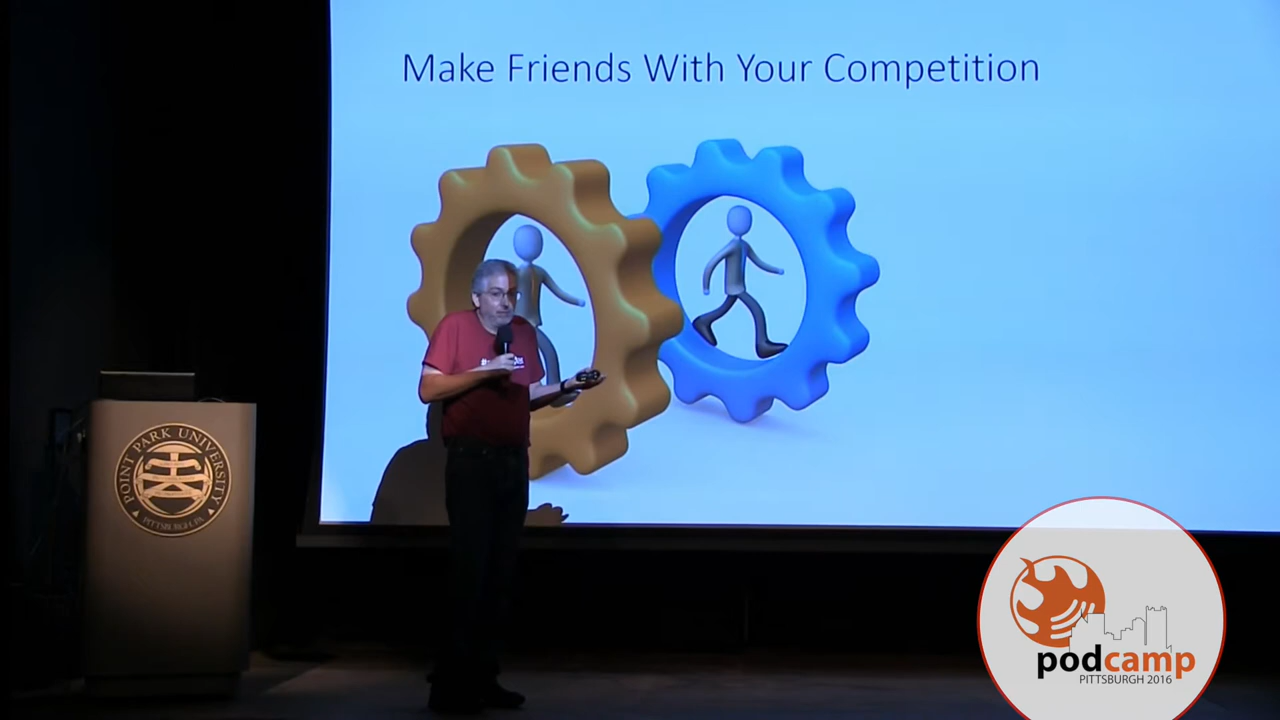 Make Friends With Your Competition
POINT PARK UNIVERSITY
PITTSBURGH, PA
podcamp
PITTSBURGH 2016